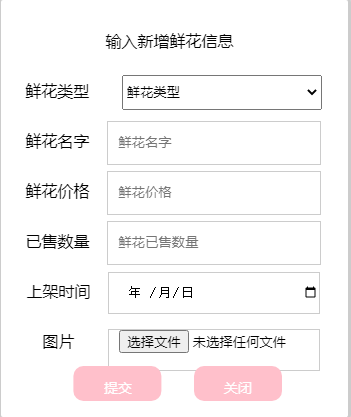 输入新增鲜花信息
鲜花类型 鲜花类型
鲜花名字 鲜花名字
鲜花价格 鲜花价格
已售数量 鲜花已售数量
上架时间 年 /月/日
图片 选择文件 未选择任何文件
提交 关闭